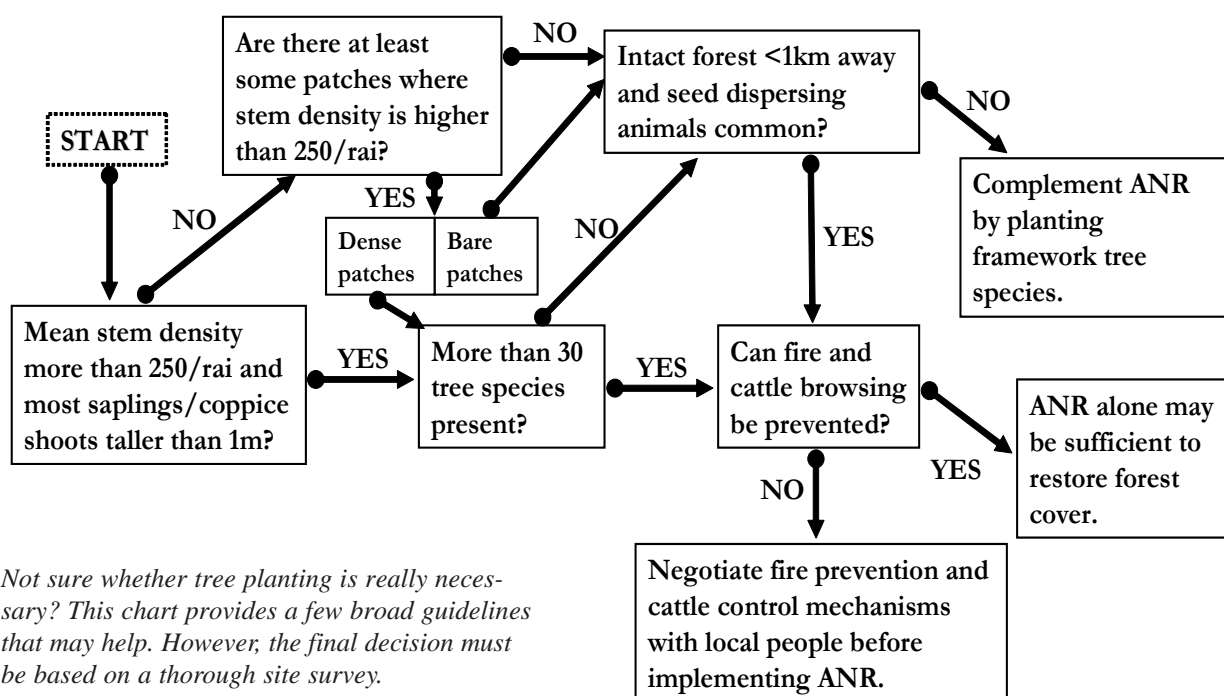 START
Mean stem density
more than 250/rai and
most saplings/coppice
shoots taller than 1m?
NO
Are there at least
some patches where
stem density is higher
than 250/rai?
YES
Dense
patches
Bare
patches
NO
YES
More than 30
tree species
present?
NO
Intact forest <1km away
and seed dispersing
animals common?
NO
Complement ANR
by planting
framework tree
species.
YES
YES
Can fire and
cattle browsing
be prevented?
YES
ANR alone may
be sufficient to
restore forest
cover.
NO
Negotiate fire prevention and
cattle control mechanisms
with local people before
implementing ANR.
Not sure whether tree planting is really neces-
sary? This chart provides a few broad guidelines
that may help. However, the final decision must
be based on a thorough site survey.